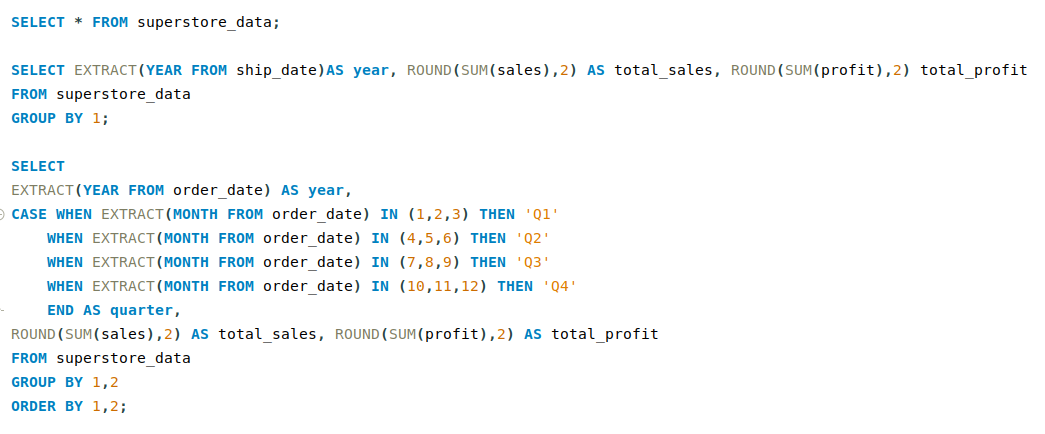 SELECT * FROM superstore_data;
SELECT EXTRACT(YEAR FROM ship_date)AS year, ROUND(SUM(sales),2) AS total_sales, ROUND(SUM(profit),2) total_profit
FROM superstore_data
GROUP BY 1;
SELECT
EXTRACT(YEAR FROM order_date) AS year,
CASE WHEN EXTRACT(MONTH FROM order_date) IN (1,2,3) THEN 'Q1'
WHEN EXTRACT(MONTH FROM order_date) IN (4,5,6) THEN 'Q2'
WHEN EXTRACT(MONTH FROM order_date) IN (7,8,9) THEN 'Q3'
WHEN EXTRACT(MONTH FROM order_date) IN (10,11,12) THEN 'Q4'
END AS quarter,
ROUND(SUM(sales),2) AS total_sales, ROUND(SUM(profit),2) AS total_profit
FROM superstore_data
GROUP BY 1,2
ORDER BY 1,2;